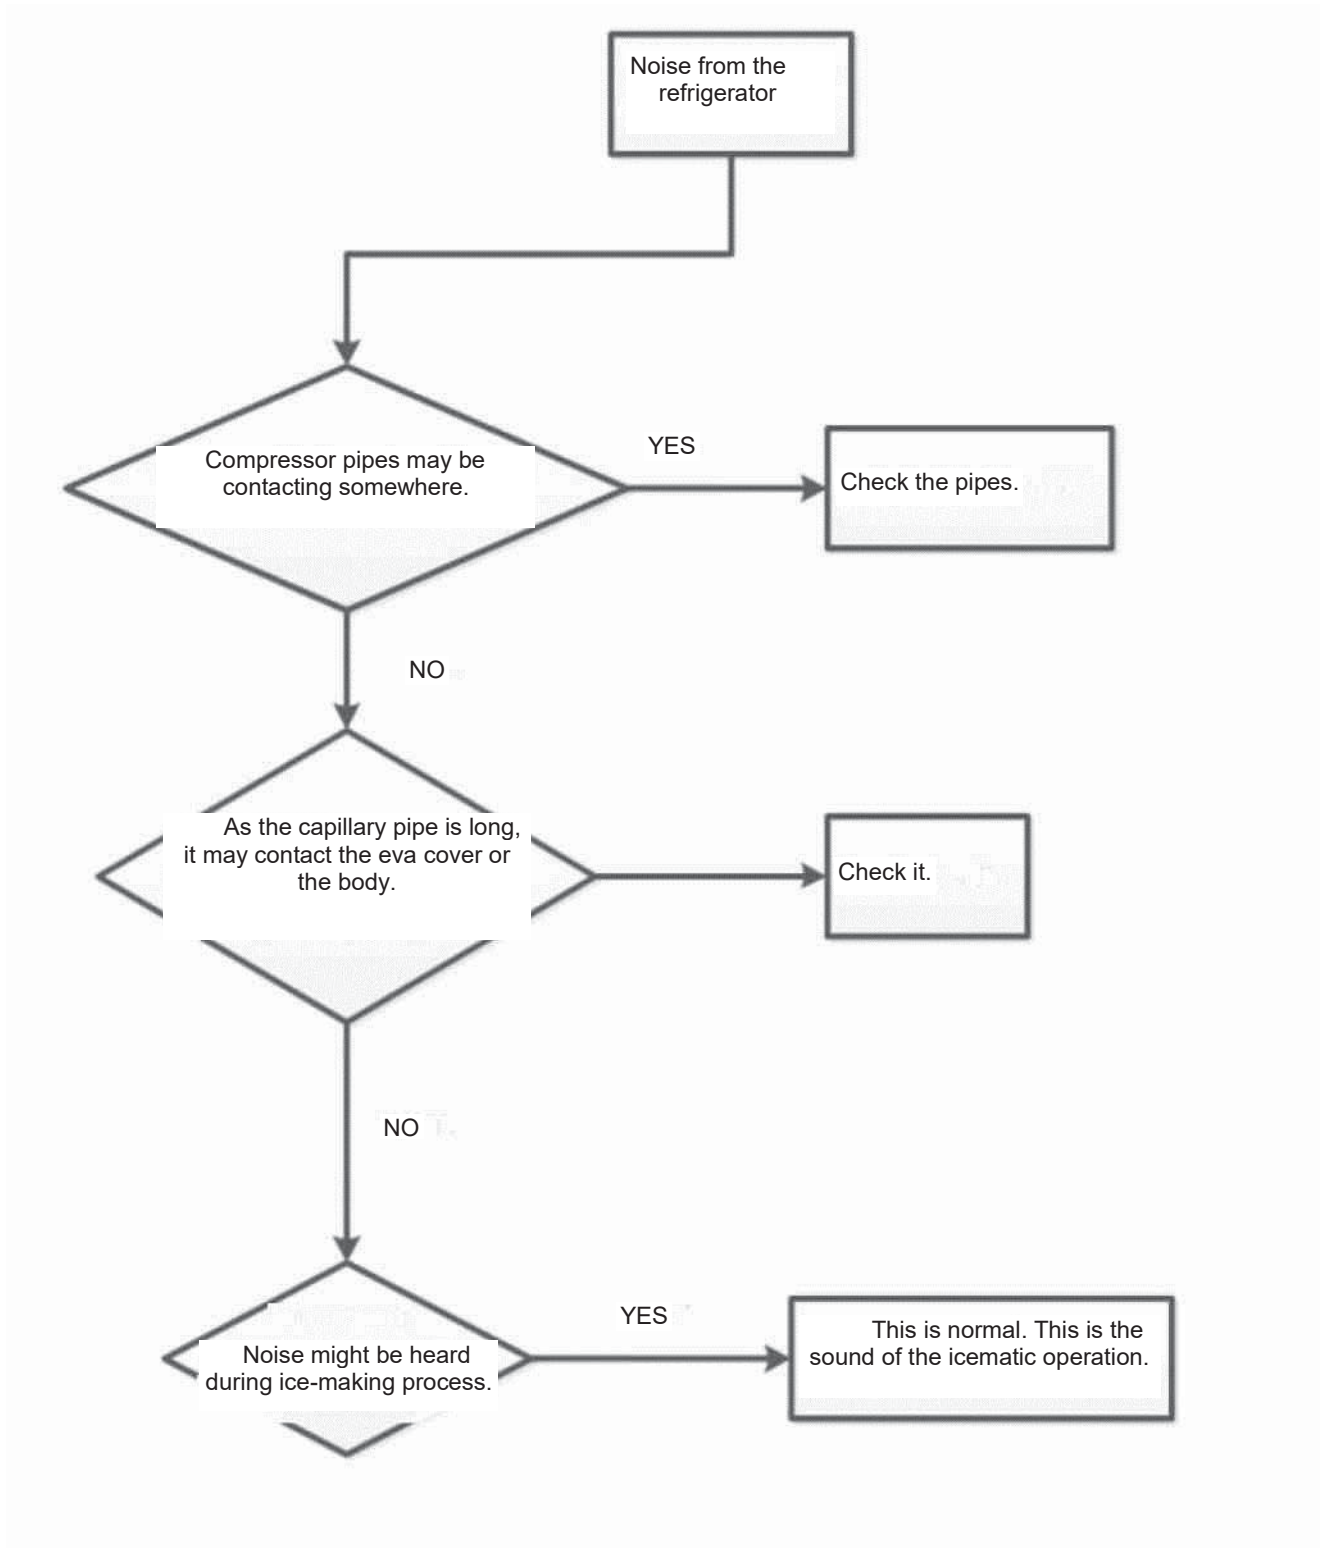 Noise from the
refrigerator
Compressor pipes may be
contacting somewhere.
YES
Check the pipes.
NO
As the capillary pipe is long,
it may contact the eva cover or
the body.
Check it.
NO
Noise might be heard
during ice-making process.
YES
This is normal. This is the
sound of the icematic operation.